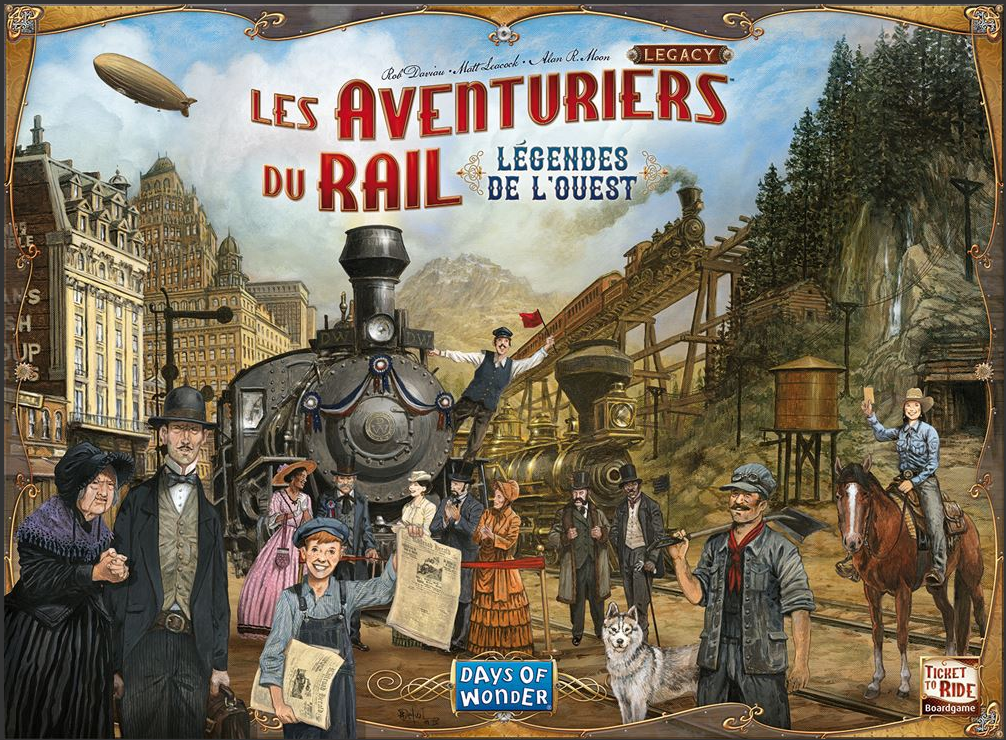 Rob Daviau • Matt Leacock • Alan R. Moon
LEGACY
LES AVENTURIERS™
DU RAIL
LÉGENDES
DE L'OUEST
DAYS OF
WONDER
TICKET
TO RIDE
Boardgame